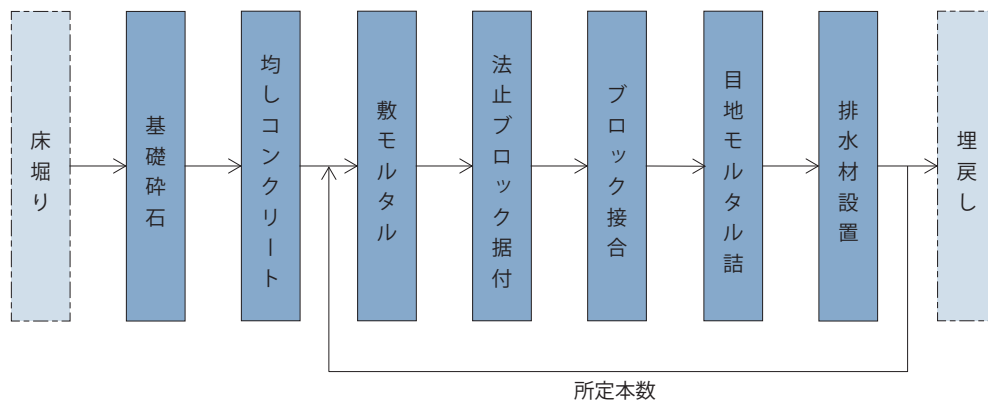 床堀り
基礎砕石
均しコンクリート
敷モルタル
法止ブロック据付
ブロック接合
目地モルタル詰
排水材設置
埋戻し
所定本数